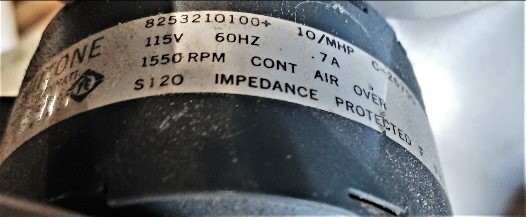 8253210100+ 10/MHP
115V 60HZ .7A
1550 RPM CONT AIR OVER
S120 IMPEDANCE PROTECTED